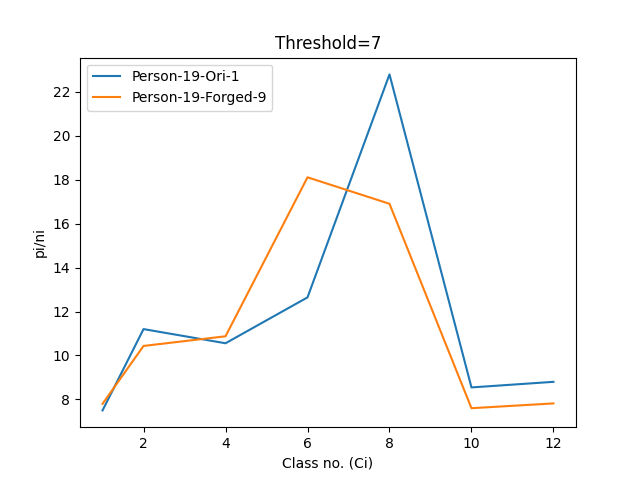 Threshold=7
Person-19-Ori-1
Person-19-Forged-9
22
20
18
16
14
12
10
8
pi/ni
2 4 6 8 10 12
Class no. (Ci)